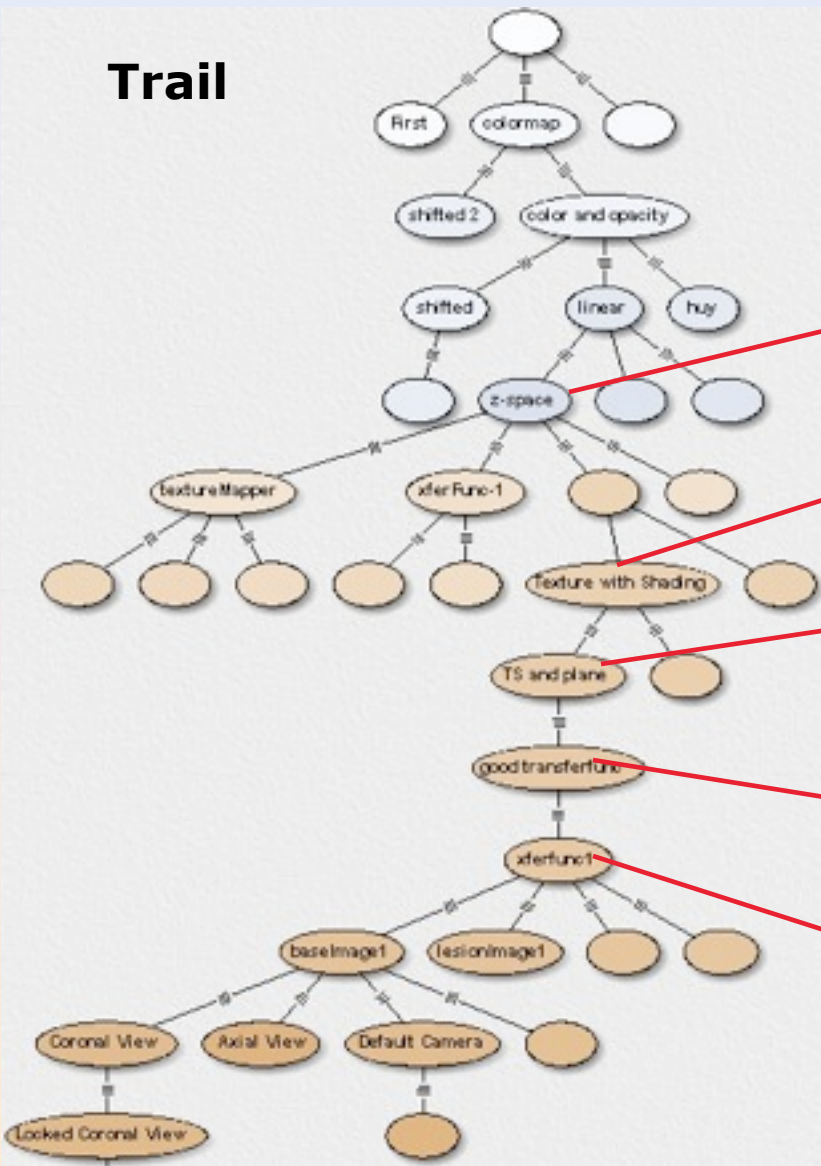 Trail
First
colormap
shifted 2
color and opacity
shifted
linear
huy
z-space
textureMapper
xferFunc-1
Texture with Shading
TS and plane
goodtransferfunc
xferfunc1
baseImage1
lesionImage1
Coronal View
Axial View
Default Camera
Locked Coronal View